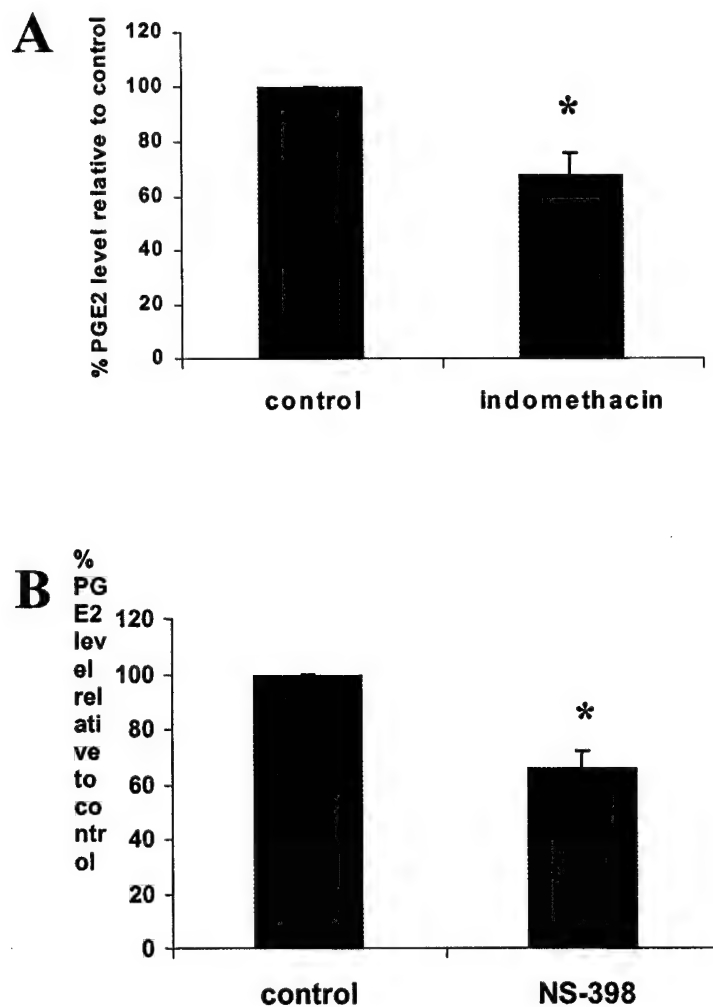 A
% PGE2 level relative to control
120
100
80
60
40
20
0
*
control
indomethacin
B
%
PG
E2
lev
el
rel
ati
ve
to
co
ntr
ol
120
100
80
60
40
20
0
*
control
NS-398